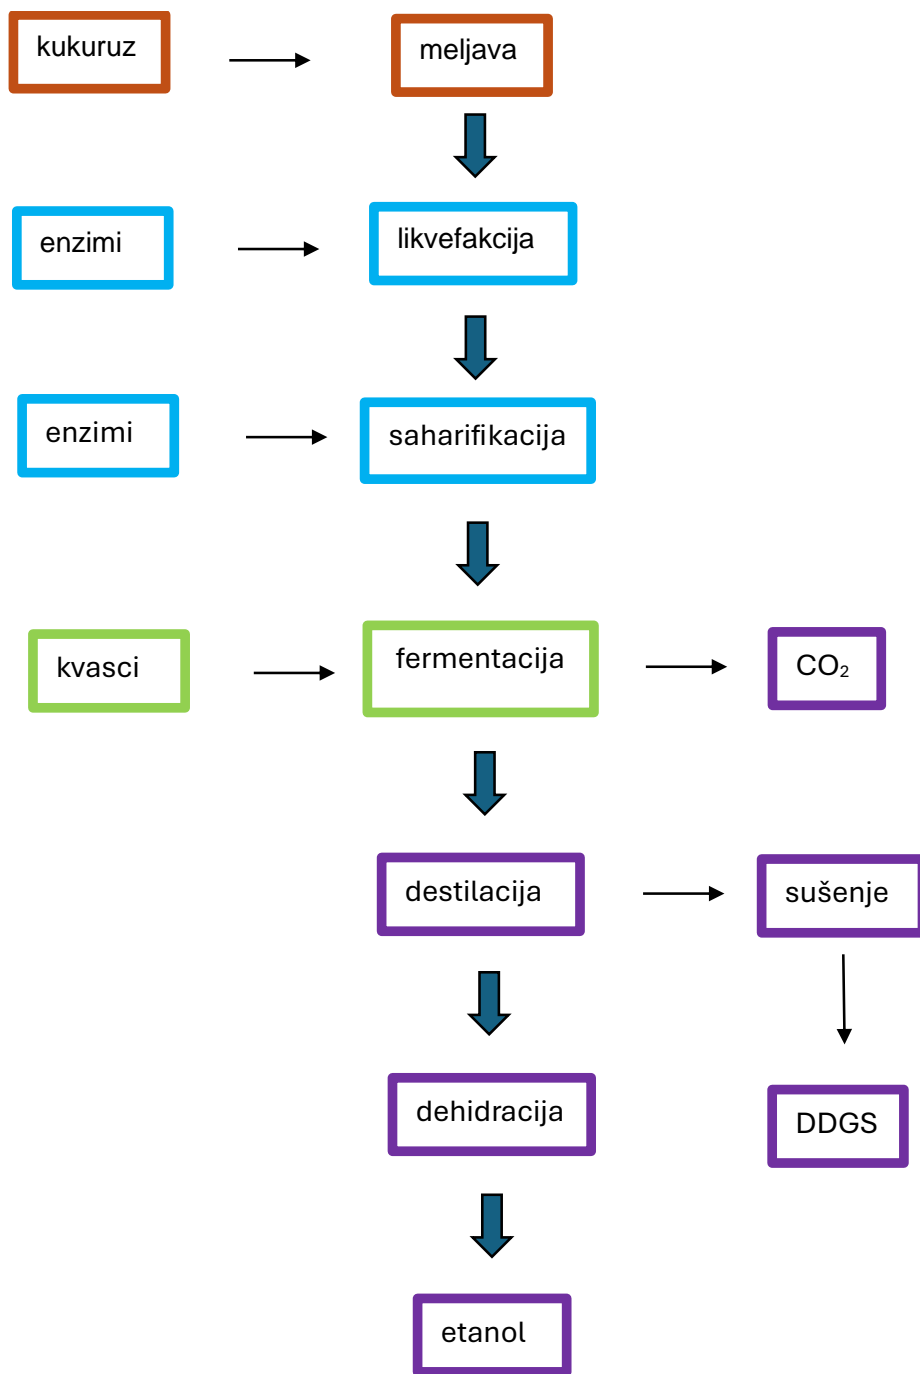 kukuruz
meljava
enzimi
likvefakcija
enzimi
saharifikacija
kvasci
fermentacija
CO₂
destilacija
sušenje
dehidracija
DDGS
etanol